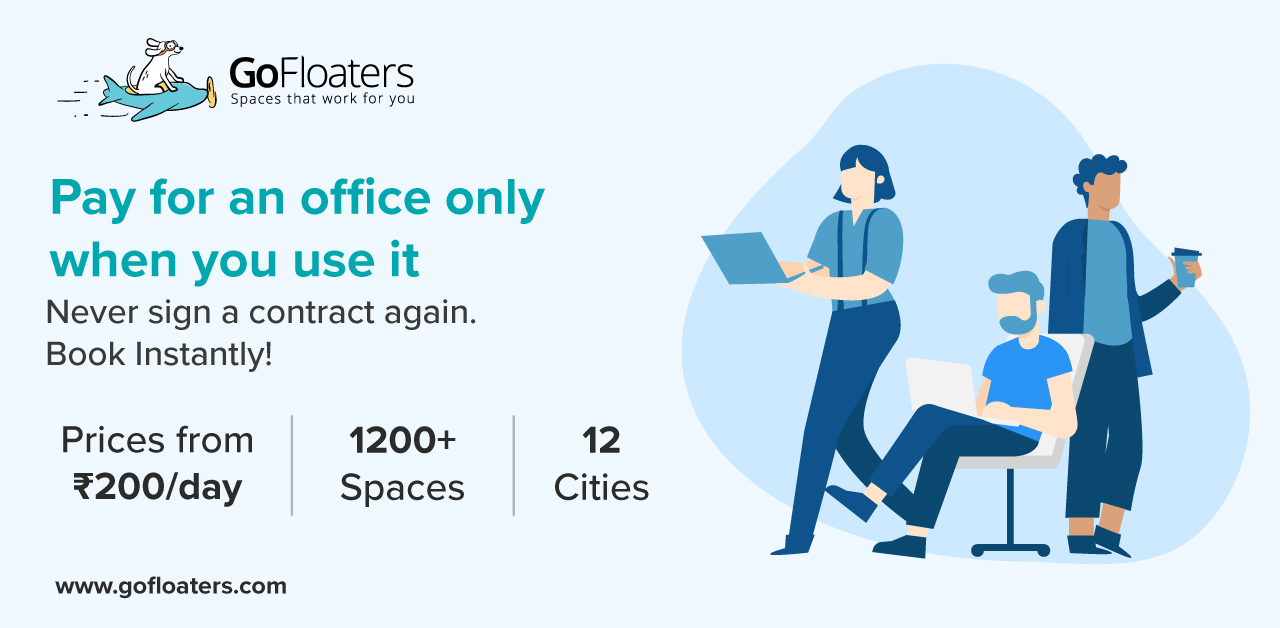 GoFloaters
Spaces that work for you
Pay for an office only
when you use it
Never sign a contract again.
Book Instantly!
Prices from
₹200/day
1200+
Spaces
12
Cities
www.gofloaters.com